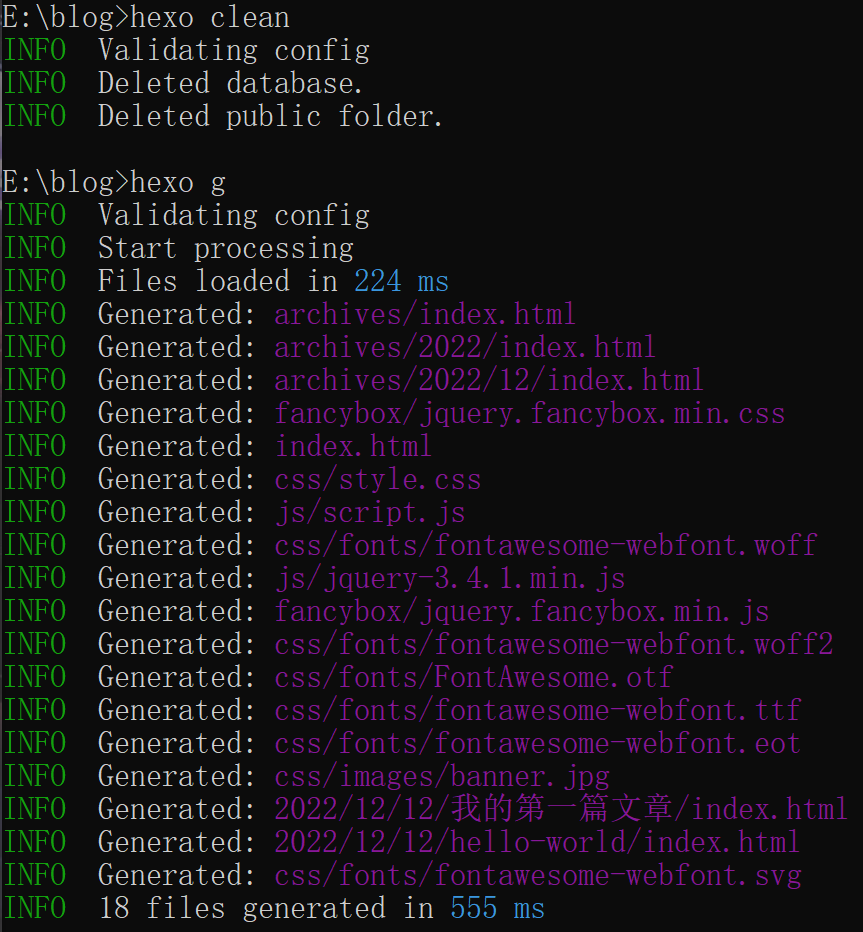 E:\blog>hexo clean
INFO  Validating config
INFO  Deleted database.
INFO  Deleted public folder.
E:\blog>hexo g
INFO  Validating config
INFO  Start processing
INFO  Files loaded in 224 ms
INFO  Generated: archives/index.html
INFO  Generated: archives/2022/index.html
INFO  Generated: archives/2022/12/index.html
INFO  Generated: fancybox/jquery.fancybox.min.css
INFO  Generated: index.html
INFO  Generated: css/style.css
INFO  Generated: js/script.js
INFO  Generated: css/fonts/fontawesome-webfont.woff
INFO  Generated: js/jquery-3.4.1.min.js
INFO  Generated: fancybox/jquery.fancybox.min.js
INFO  Generated: css/fonts/fontawesome-webfont.woff2
INFO  Generated: css/fonts/FontAwesome.otf
INFO  Generated: css/fonts/fontawesome-webfont.ttf
INFO  Generated: css/fonts/fontawesome-webfont.eot
INFO  Generated: css/images/banner.jpg
INFO  Generated: 2022/12/12/我的第一篇文章/index.html
INFO  Generated: 2022/12/12/hello-world/index.html
INFO  Generated: css/fonts/fontawesome-webfont.svg
INFO  18 files generated in 555 ms